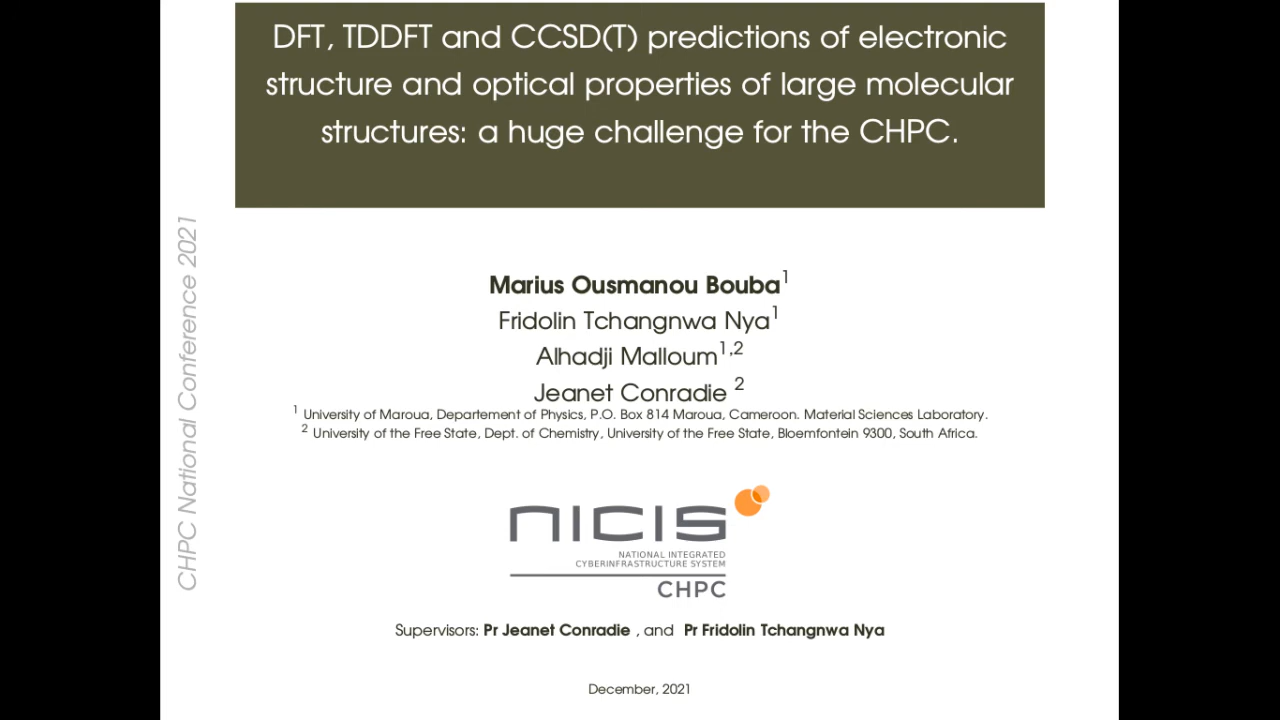 DFT, TDDFT and CCSD(T) predictions of electronic
structure and optical properties of large molecular
structures: a huge challenge for the CHPC.
CHPC National Conference 2021
Marius Ousmanou Bouba¹
Fridolin Tchangnwa Nya¹
Alhadji Malloum¹,²
Jeanet Conradie ²
¹ University of Maroua, Departement of Physics, P.O. Box 814 Maroua, Cameroon. Material Sciences Laboratory.
² University of the Free State, Dept. of Chemistry, University of the Free State, Bloemfontein 9300, South Africa.
NICIS
NATIONAL INTEGRATED
CYBERINFRASTRUCTURE SYSTEM
CHPC
Supervisors: Pr Jeanet Conradie , and Pr Fridolin Tchangnwa Nya
December, 2021